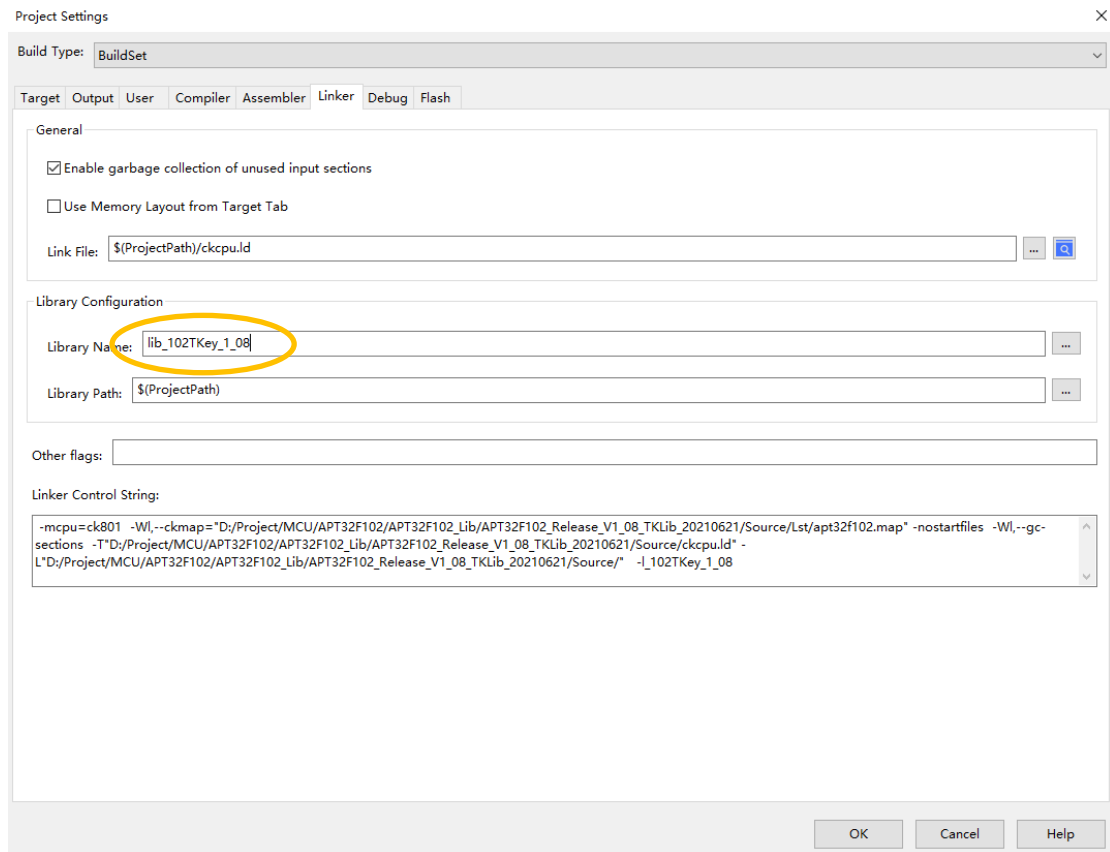 Project Settings
Build Type: BuildSet
Target Output User Compiler Assembler Linker Debug Flash
General
Enable garbage collection of unused input sections
Use Memory Layout from Target Tab
Link File: $(ProjectPath)/ckcpu.ld ...
Library Configuration
Library Name: lib_102TKey_1_08 ...
Library Path: $(ProjectPath) ...
Other flags:
Linker Control String:
-mcpu=ck801 -Wl,--ckmap="D:/Project/MCU/APT32F102/APT32F102_Lib/APT32F102_Release_V1_08_TKLib_20210621/Source/Lst/apt32f102.map" -nostartfiles -Wl,--gc-
sections -T"D:/Project/MCU/APT32F102/APT32F102_Lib/APT32F102_Release_V1_08_TKLib_20210621/Source/ckcpu.ld" -
L"D:/Project/MCU/APT32F102/APT32F102_Lib/APT32F102_Release_V1_08_TKLib_20210621/Source/" -l_102TKey_1_08
OK Cancel Help